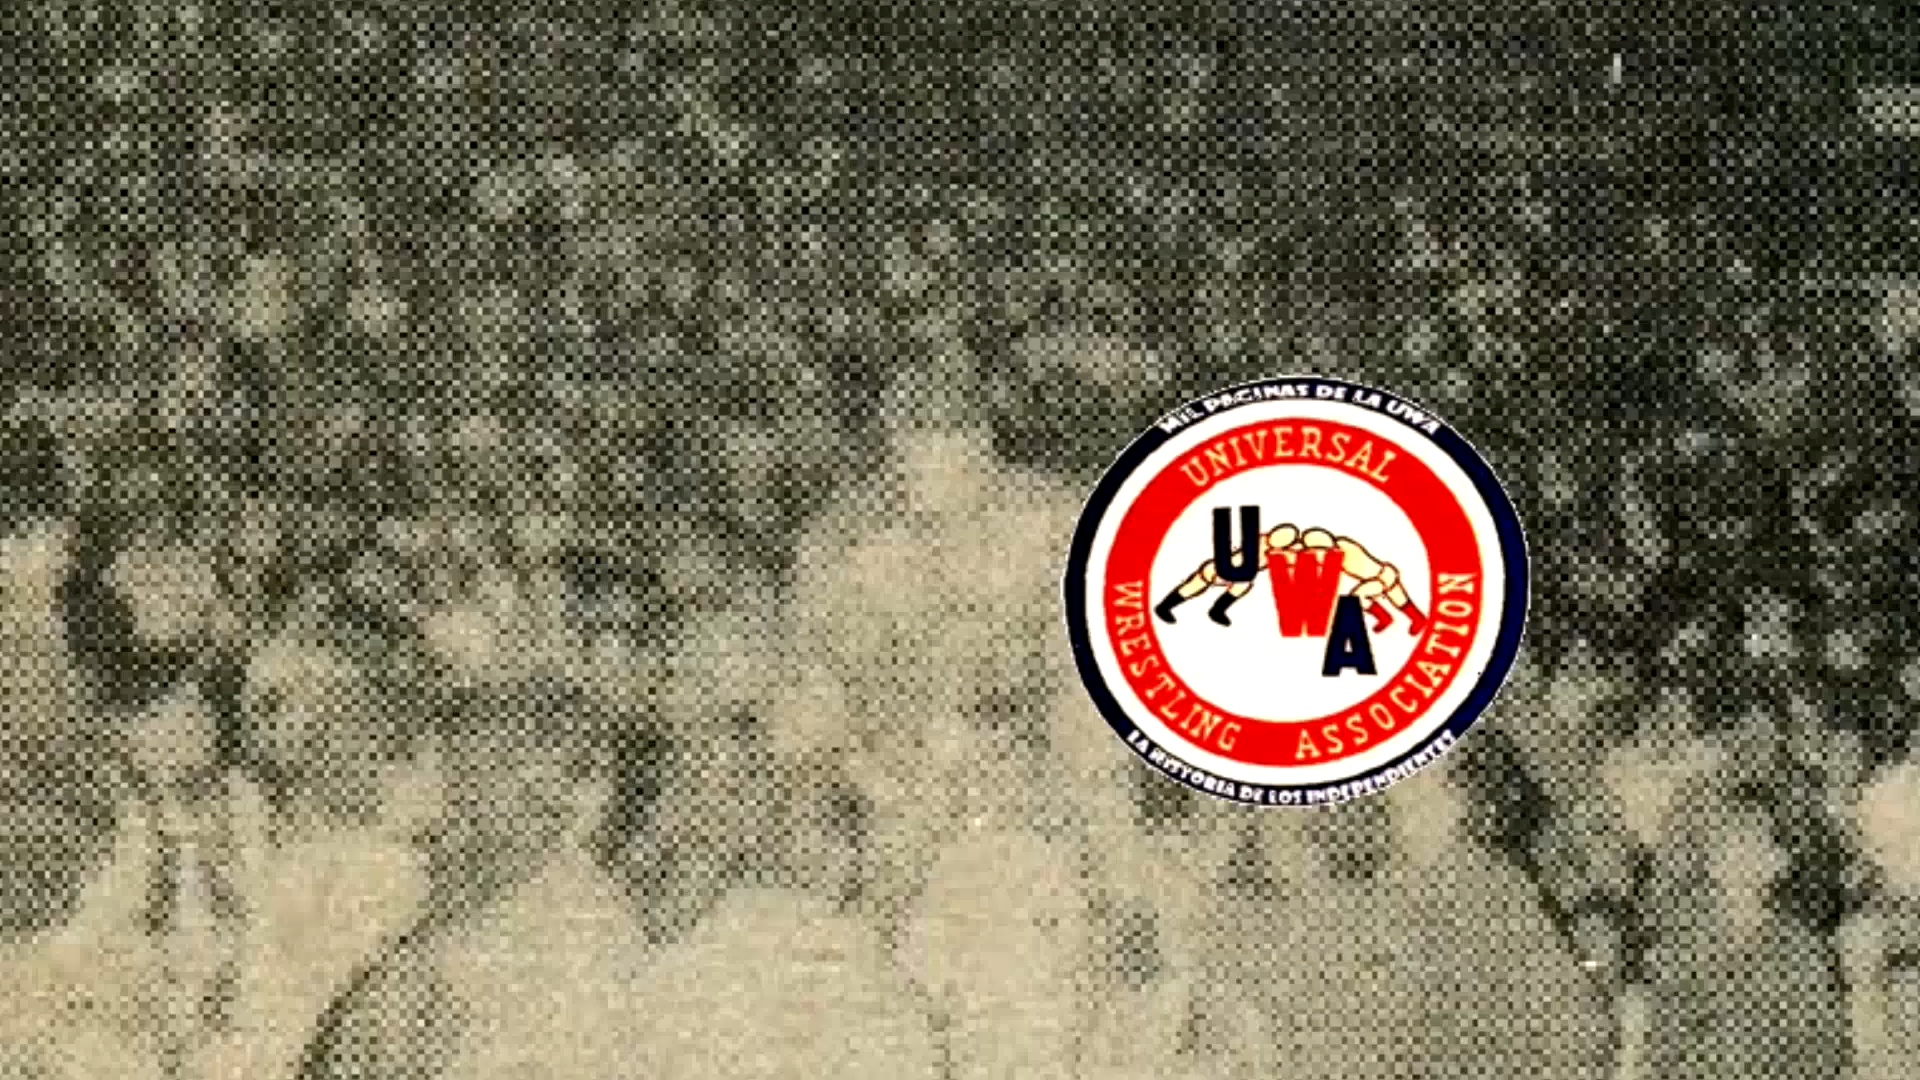 MIL PAGINAS DE LA UWA
UNIVERSAL
UWA
WRESTLING ASSOCIATION
LA HISTORIA DE LOS INDEPENDIENTES